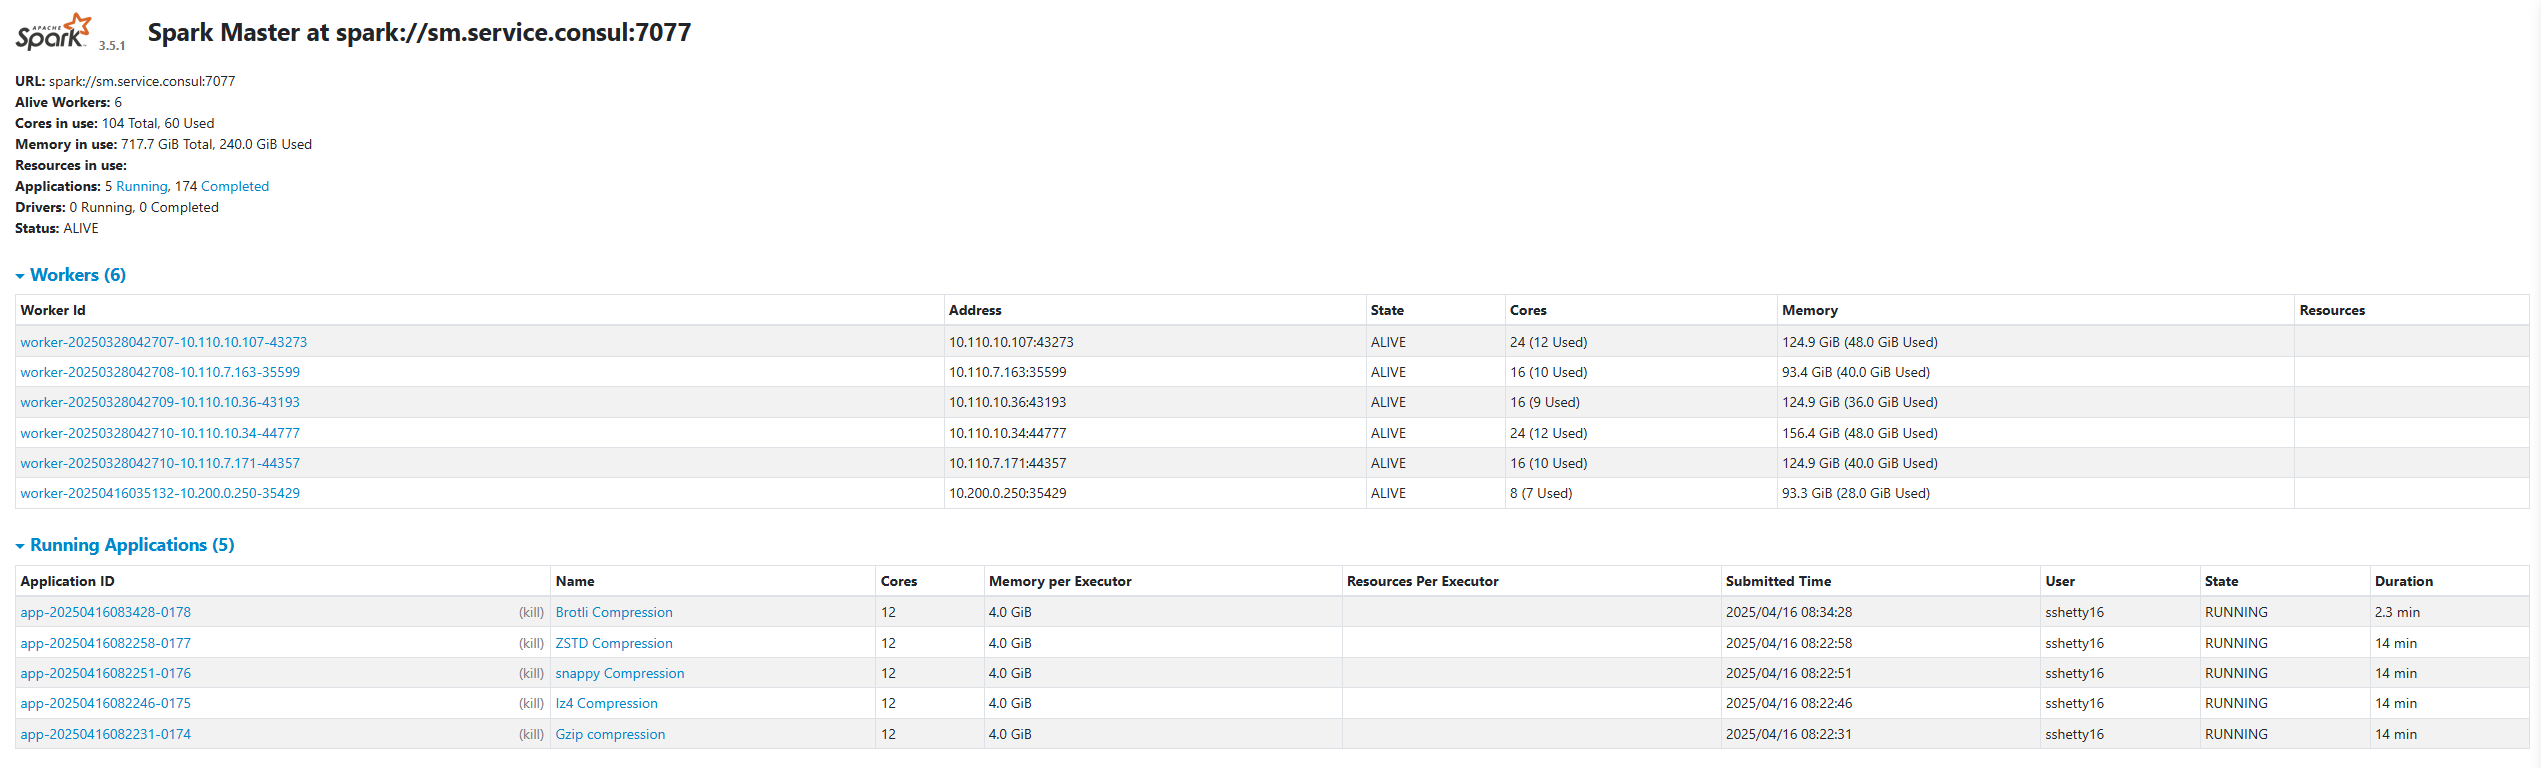 APACHE
Spark 3.5.1 Spark Master at spark://sm.service.consul:7077
URL: spark://sm.service.consul:7077
Alive Workers: 6
Cores in use: 104 Total, 60 Used
Memory in use: 717.7 GiB Total, 240.0 GiB Used
Resources in use:
Applications: 5 Running, 174 Completed
Drivers: 0 Running, 0 Completed
Status: ALIVE
Workers (6)
Worker Id Address State Cores Memory Resources
worker-20250328042707-10.110.10.107-43273 10.110.10.107:43273 ALIVE 24 (12 Used) 124.9 GiB (48.0 GiB Used)
worker-20250328042708-10.110.7.163-35599 10.110.7.163:35599 ALIVE 16 (10 Used) 93.4 GiB (40.0 GiB Used)
worker-20250328042709-10.110.10.36-43193 10.110.10.36:43193 ALIVE 16 (9 Used) 124.9 GiB (36.0 GiB Used)
worker-20250328042710-10.110.10.34-44777 10.110.10.34:44777 ALIVE 24 (12 Used) 156.4 GiB (48.0 GiB Used)
worker-20250328042710-10.110.7.171-44357 10.110.7.171:44357 ALIVE 16 (10 Used) 124.9 GiB (40.0 GiB Used)
worker-20250416035132-10.200.0.250-35429 10.200.0.250:35429 ALIVE 8 (7 Used) 93.3 GiB (28.0 GiB Used)
Running Applications (5)
Application ID Name Cores Memory per Executor Resources Per Executor Submitted Time User State Duration
app-20250416083428-0178 (kill) Brotli Compression 12 4.0 GiB 2025/04/16 08:34:28 sshetty16 RUNNING 2.3 min
app-20250416082258-0177 (kill) ZSTD Compression 12 4.0 GiB 2025/04/16 08:22:58 sshetty16 RUNNING 14 min
app-20250416082251-0176 (kill) snappy Compression 12 4.0 GiB 2025/04/16 08:22:51 sshetty16 RUNNING 14 min
app-20250416082246-0175 (kill) lz4 Compression 12 4.0 GiB 2025/04/16 08:22:46 sshetty16 RUNNING 14 min
app-20250416082231-0174 (kill) Gzip compression 12 4.0 GiB 2025/04/16 08:22:31 sshetty16 RUNNING 14 min